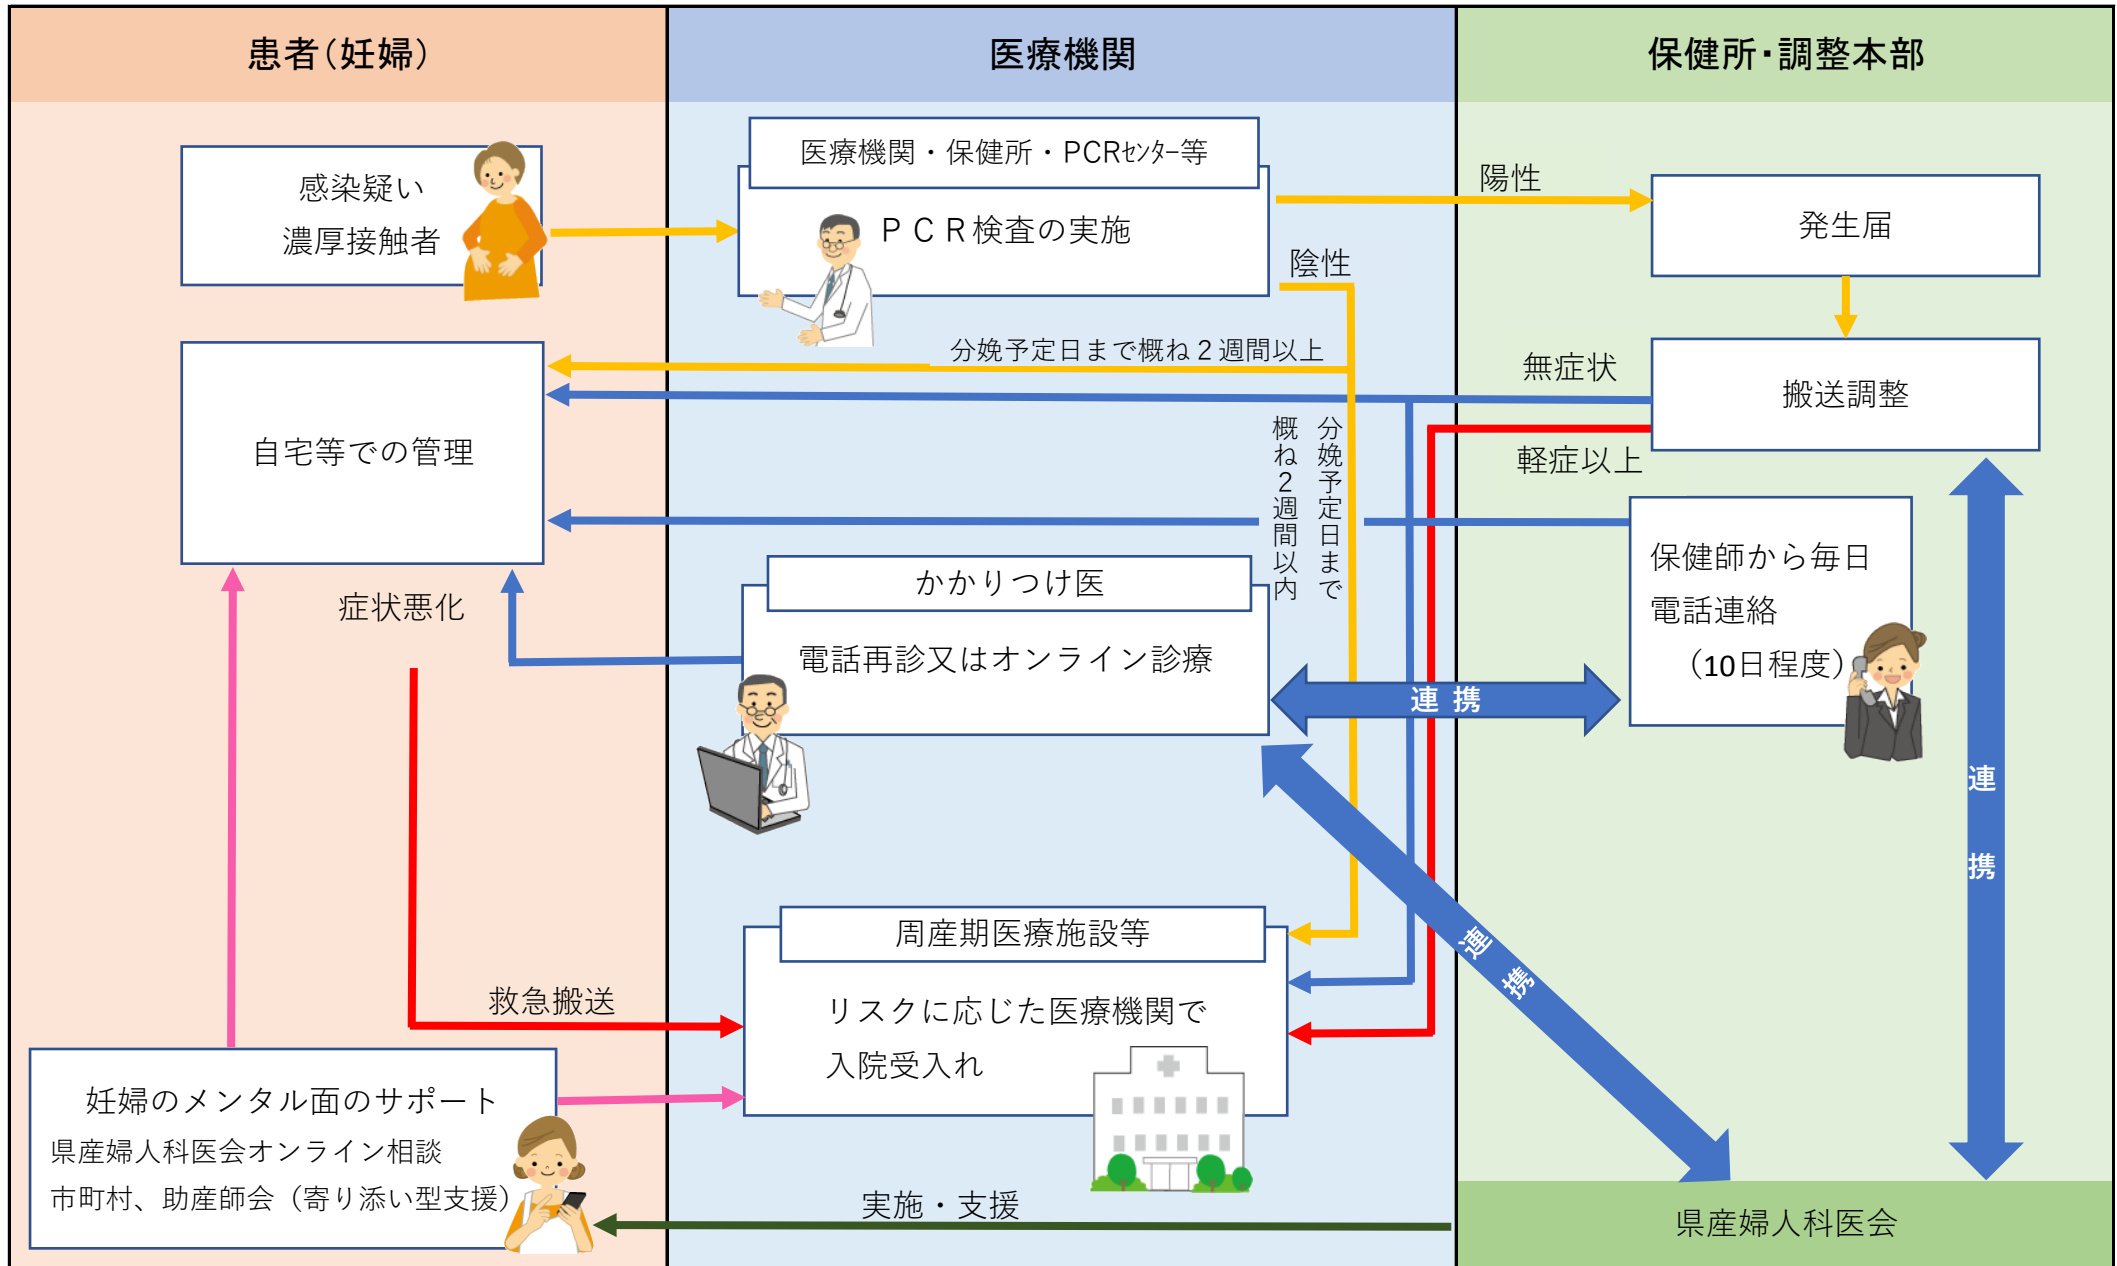 患者（妊婦）
医療機関
保健所・調整本部
感染疑い
濃厚接触者
医療機関・保健所・PCRｾﾝﾀｰ等
ＰＣＲ検査の実施
陽性
陰性
発生届
分娩予定日まで概ね２週間以上
無症状
搬送調整
軽症以上
自宅等での管理
分娩予定日まで
概ね２週間以内
症状悪化
かかりつけ医
電話再診又はオンライン診療
保健師から毎日
電話連絡
（10日程度）
連 携
連 携
連 携
周産期医療施設等
リスクに応じた医療機関で
入院受入れ
救急搬送
妊婦のメンタル面のサポート
県産婦人科医会オンライン相談
市町村、助産師会（寄り添い型支援）
実施・支援
県産婦人科医会